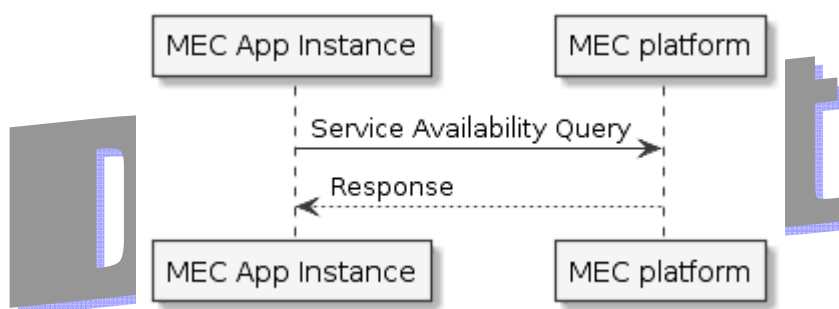 MEC App Instance
MEC platform
Service Availability Query
Response
MEC App Instance
MEC platform